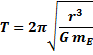 T = 2π√(r³ / (G m_E))